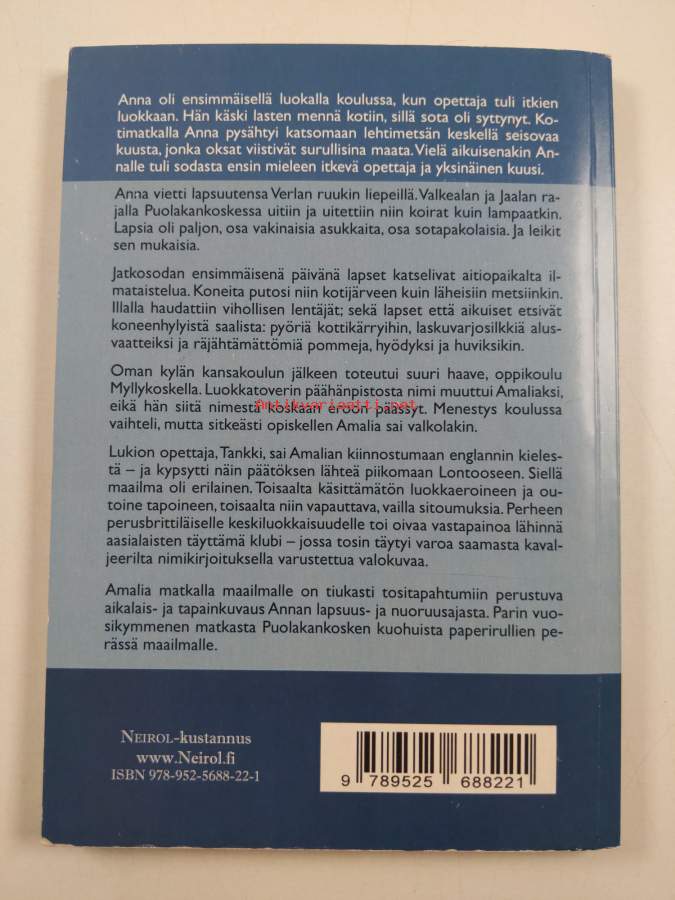 Anna oli ensimmäisellä luokalla koulussa, kun opettaja tuli itkien
luokkaan. Hän käski lasten mennä kotiin, sillä sota oli syttynyt. Ko-
timatkalla Anna pysähtyi katsomaan lehtimetsän keskellä seisovaa
kuusta, jonka oksat viistivät surullisina maata. Vielä aikuisenakin An-
nalle tuli sodasta ensin mieleen itkevä opettaja ja yksinäinen kuusi.
Anna vietti lapsuutensa Verlan ruukin liepeillä. Valkealan ja Jaalan ra-
jalla Puolakankoskessa uitiin ja uitettiin niin koirat kuin lampaatkin.
Lapsia oli paljon, osa vakinaisia asukkaita, osa sotapakolaisia. Ja leikit
sen mukaisia.
Jatkosodan ensimmäisenä päivänä lapset katselivat aitiopaikalta il-
mataistelua. Koneita putosi niin kotijärveen kuin läheisiin metsiinkin.
Illalla haudattiin vihollisen lentäjät; sekä lapset että aikuiset etsivät
koneenhylyistä saalista: pyöriä kottikärryihin, laskuvarjosilkkiä alus-
vaatteiksi ja räjähtämättömiä pommeja, hyödyksi ja huviksikin.
Oman kylän kansakoulun jälkeen toteutui suuri haave, oppikoulu
Myllykoskella. Luokkatoverin päähänpistosta nimi muuttui Amaliaksi,
eikä hän siitä nimestä koskaan eroon päässyt. Menestys koulussa
Antikvariaatti.net
vaihteli, mutta sitkeästi opiskellen Amalia sai valkolakin.
Lukion opettaja, Tankki, sai Amalian kiinnostumaan englannin kieles-
tä – ja kypsytti näin päätöksen lähteä piikomaan Lontooseen. Siellä
maailma oli erilainen. Toisaalta käsittämätön luokkaeroineen ja ou-
toine tapoineen, toisaalta niin vapauttava, vailla sitoumuksia. Perheen
perusbrittiläiselle keskiluokkaisuudelle toi oivaa vastapainoa lähinnä
aasialaisten täyttämä klubi – jossa tosin täytyi varoa saamasta kaval-
jeerilta nimikirjoituksella varustettua valokuvaa.
Amalia matkalla maailmalle on tiukasti tositapahtumiin perustuva
aikalais- ja tapainkuvaus Annan lapsuus- ja nuoruusajasta. Parin vuo-
sikymmenen matkasta Puolakankosken kuohuista paperirullien pe-
rässä maailmalle.
NEIROL-kustannus
www.Neirol.fi
ISBN 978-952-5688-22-1
9 789525 688221